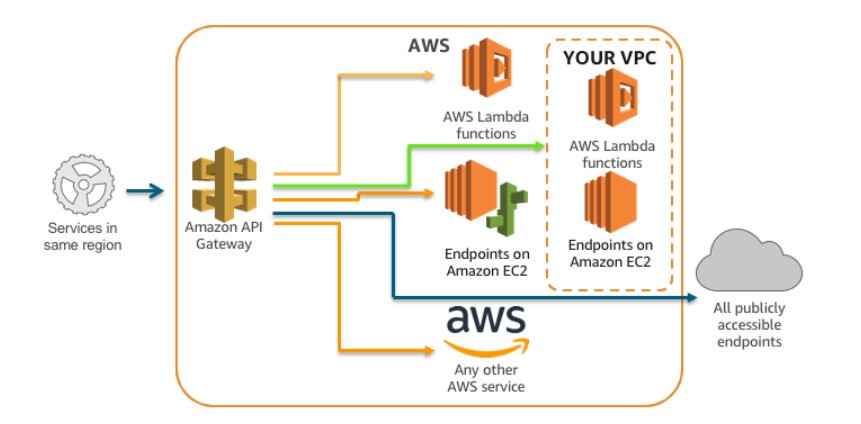 AWS
YOUR VPC
AWS Lambda
functions
AWS Lambda
functions
Services in
same region
Amazon API
Gateway
Endpoints on
Amazon EC2
Endpoints on
Amazon EC2
aws
Any other
AWS service
All publicly
accessible
endpoints